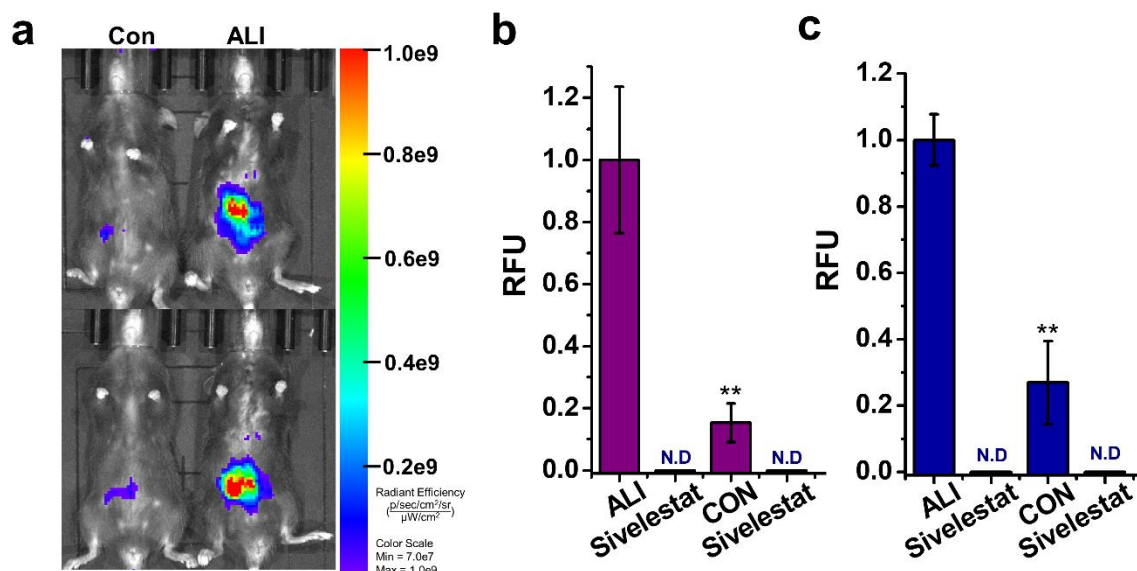 a
Con ALI
1.0e9
0.8e9
0.6e9
0.4e9
0.2e9
Radiant Efficiency
(p/sec/cm²/sr
µW/cm²)
Color Scale
Min = 7.0e7
Max = 1.0e9
b
RFU
1.2
1.0
0.8
0.6
0.4
0.2
0.0
N.D
**
N.D
ALI
Sivelestat
CON
Sivelestat
c
RFU
1.2
1.0
0.8
0.6
0.4
0.2
0.0
N.D
**
N.D
ALI
Sivelestat
CON
Sivelestat